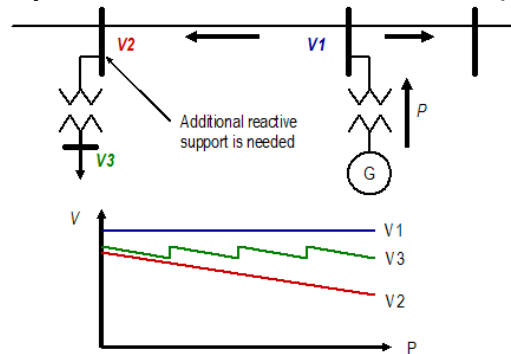 V2
V1
Additional reactive
support is needed
P
V3
G
V
V1
V3
V2
P